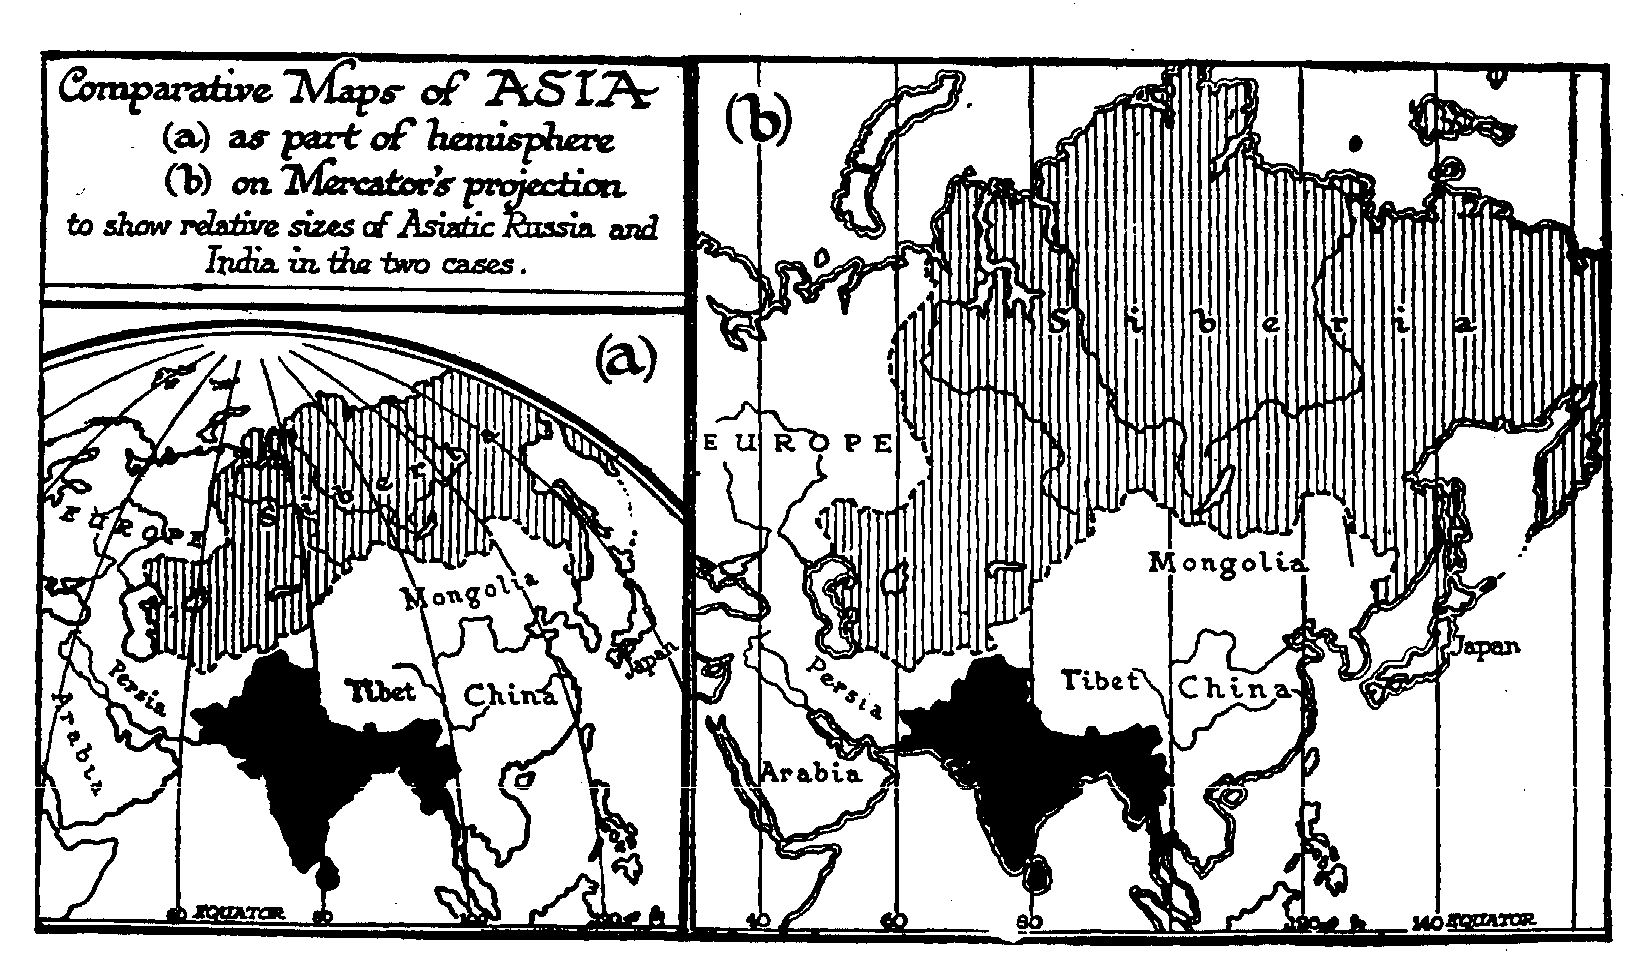 Comparative Maps of ASIA
(a) as part of hemisphere
(b) on Mercator's projection
to show relative sizes of Asiatic Russia and
India in the two cases.
(a)
Siberia
EUROPE
Mongolia
Japan
Persia
Tibet
China
Arabia
60 EQUATOR 80 100
(b)
Siberia
EUROPE
Mongolia
Japan
Persia
Tibet
China
Arabia
40 60 80 120 140 EQUATOR